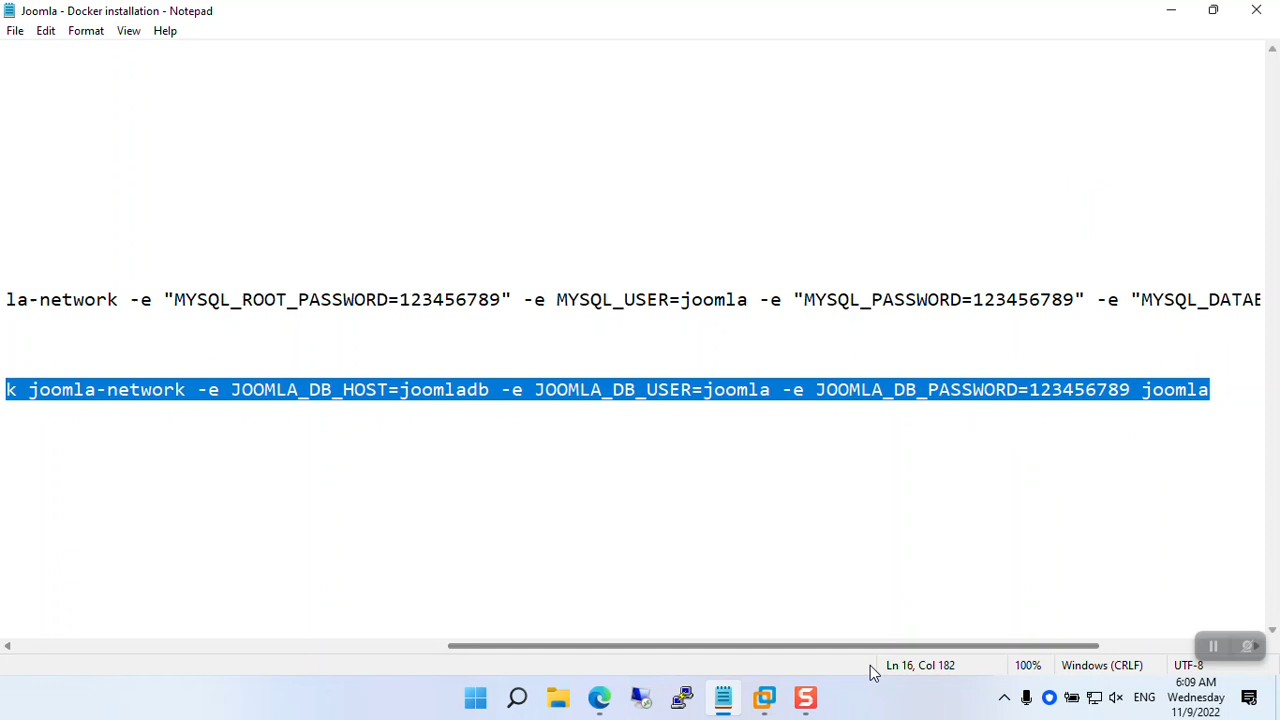 Joomla - Docker installation - Notepad
File Edit Format View Help
la-network -e "MYSQL_ROOT_PASSWORD=123456789" -e MYSQL_USER=joomla -e "MYSQL_PASSWORD=123456789" -e "MYSQL_DATAE
k joomla-network -e JOOMLA_DB_HOST=joomladb -e JOOMLA_DB_USER=joomla -e JOOMLA_DB_PASSWORD=123456789 joomla
Ln 16, Col 182 100% Windows (CRLF) UTF-8
S
ENG
6:09 AM
Wednesday
11/9/2022